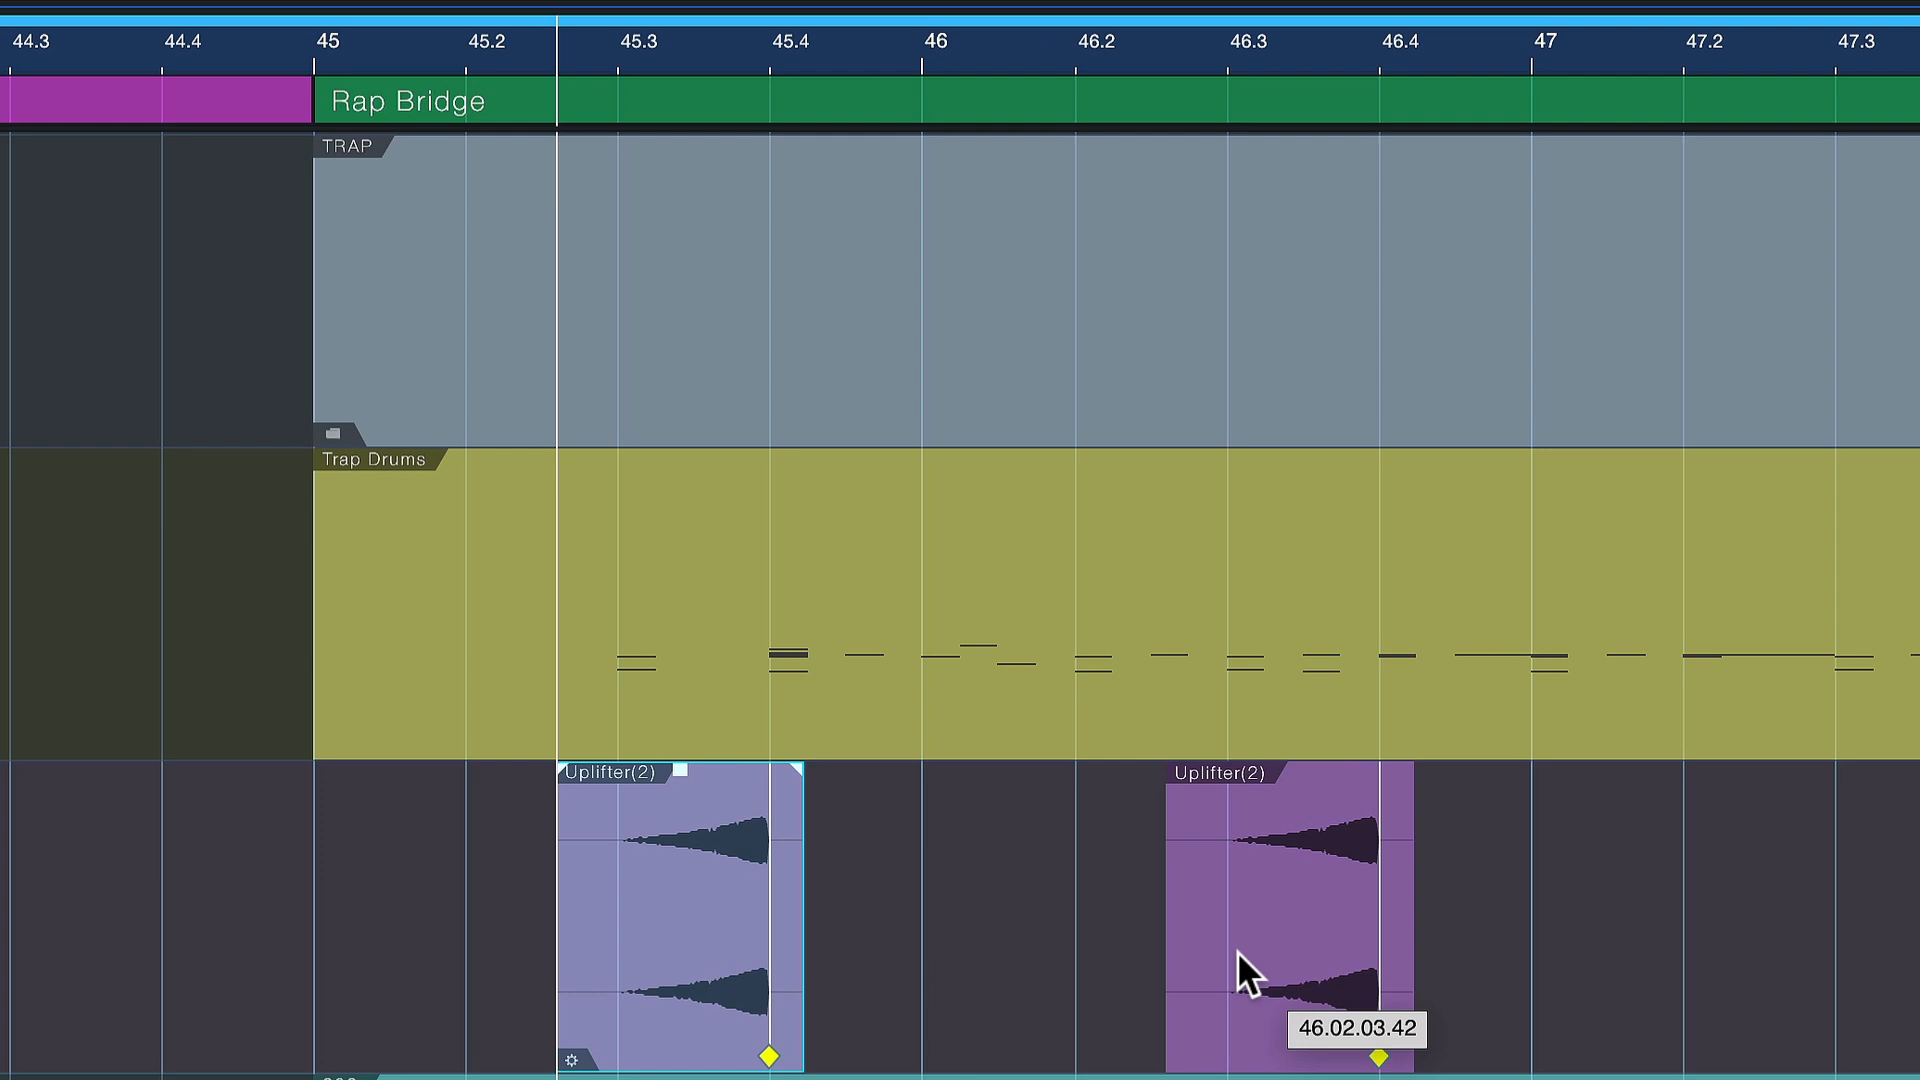 44.3 44.4 45 45.2 45.3 45.4 46 46.2 46.3 46.4 47 47.2 47.3
Rap Bridge
TRAP
Trap Drums
Uplifter(2) Uplifter(2)
46.02.03.42